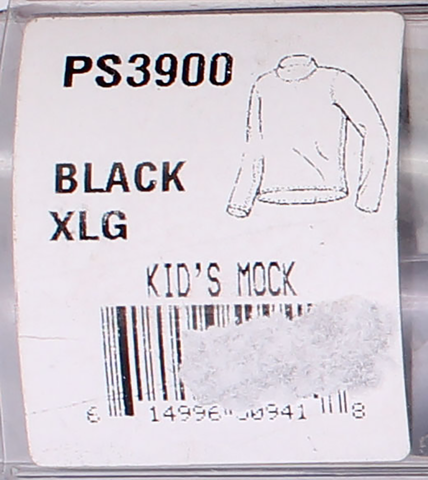 PS3900
BLACK
XLG
KID'S MOCK
6 14996 00941 8